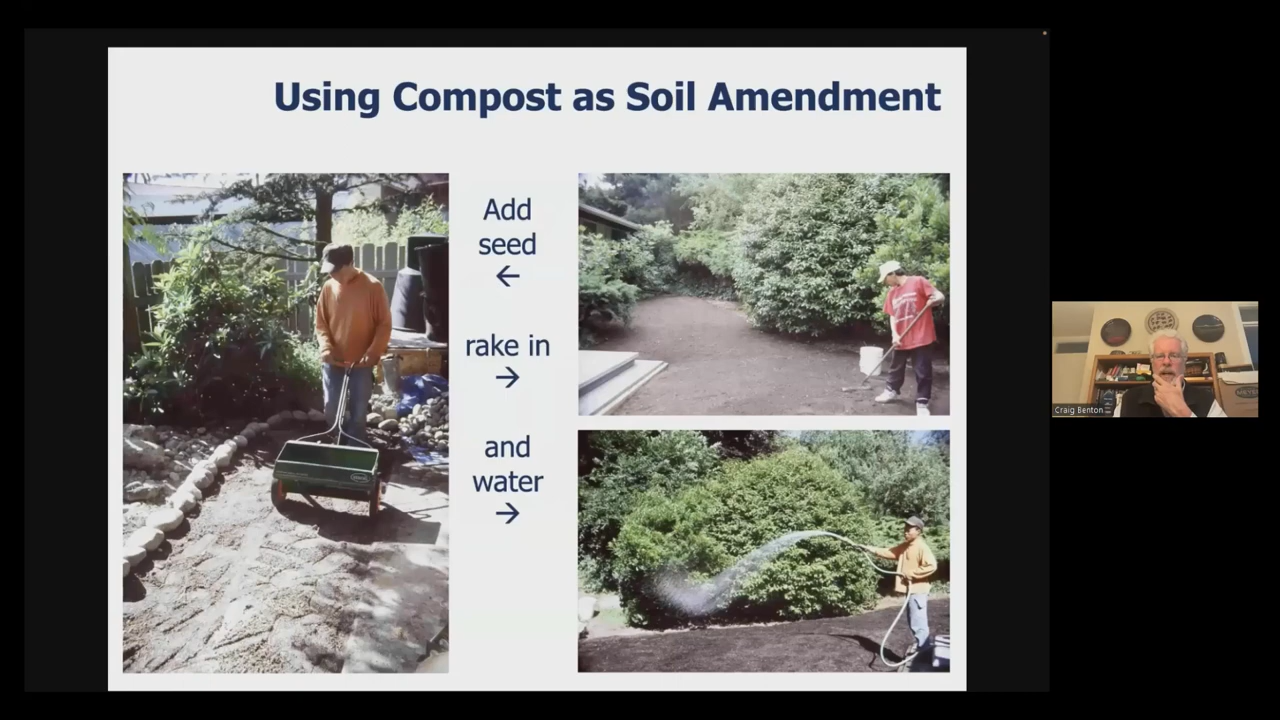 Using Compost as Soil Amendment
Add
seed
←
rake in
→
and
water
→
Craig Benton